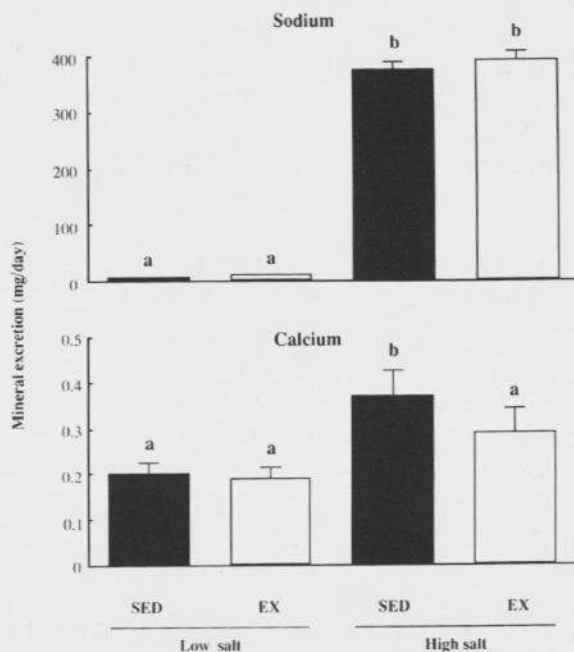 Sodium
Mineral excretion (mg/day)
400
300
200
100
0
a
a
b
b
Calcium
0.5
0.4
0.3
0.2
0.1
0
a
a
b
a
SED EX SED EX
Low salt High salt